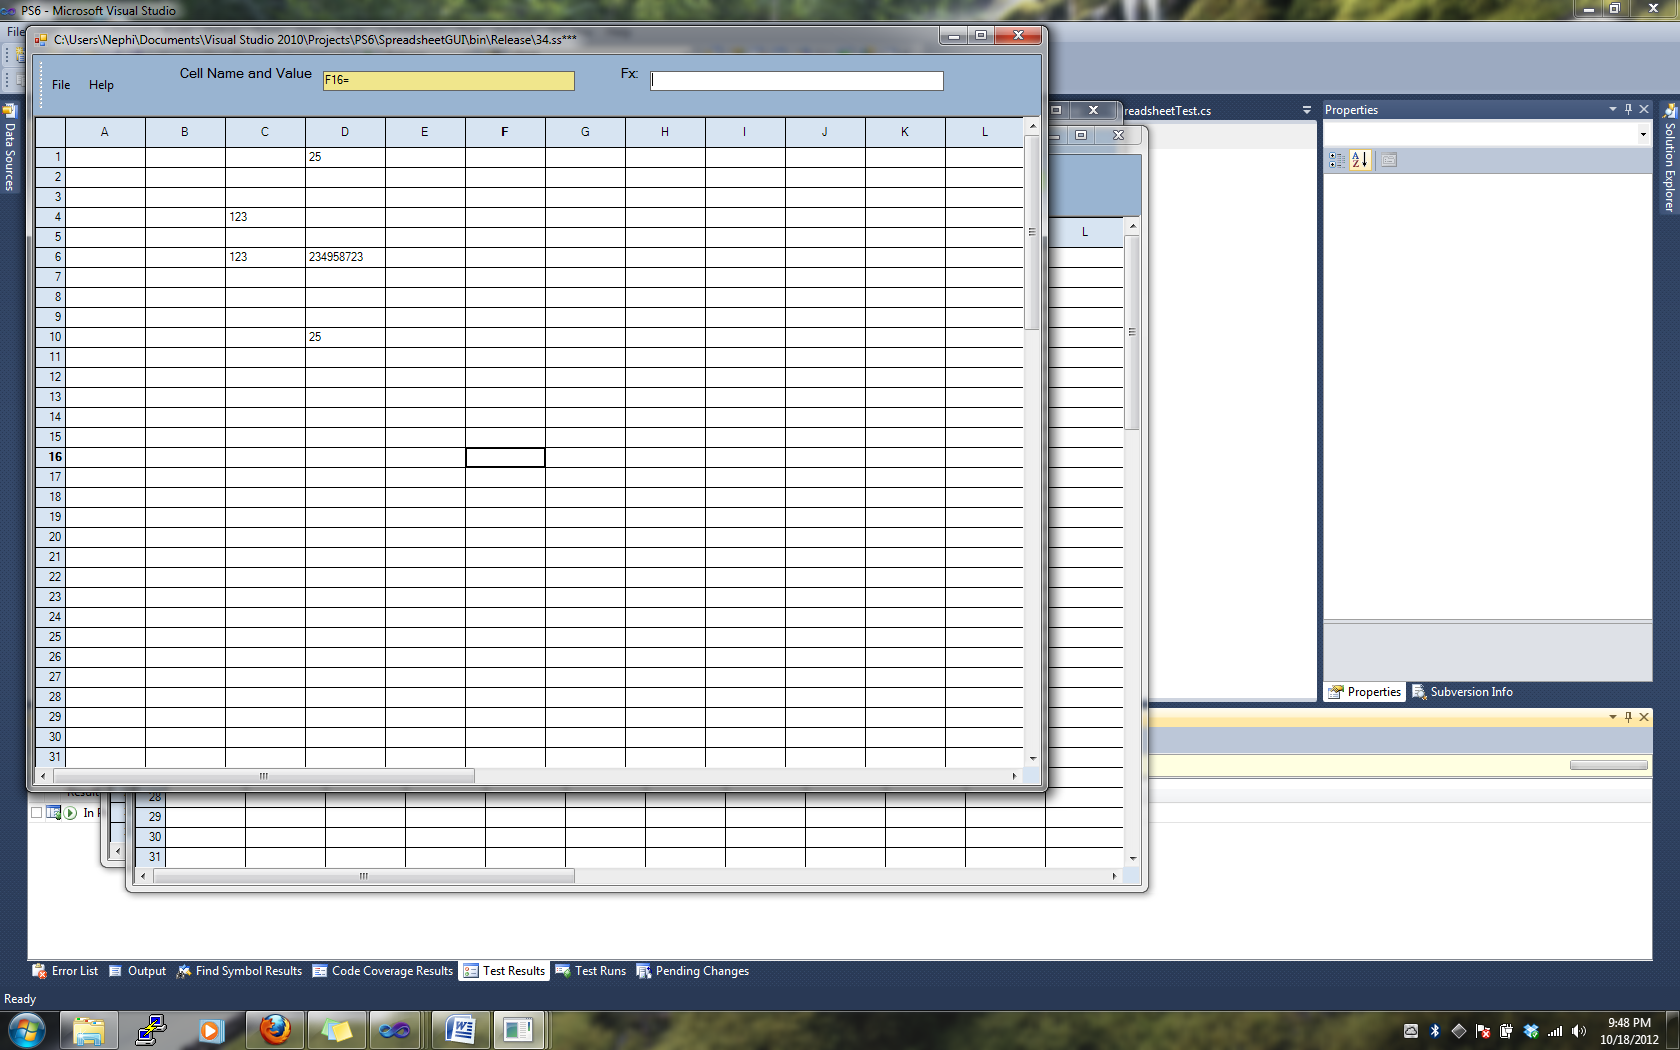 PS6 - Microsoft Visual Studio
C:\Users\Nephi\Documents\Visual Studio 2010\Projects\PS6\SpreadsheetGUI\bin\Release\34.ss***
File Help Cell Name and Value F16= Fx:
readsheetTest.cs
Properties
Data Sources
Solution Explorer
A B C D E F G H I J K L
1 25
2
3
4 123
5
6 123 234958723
7
8
9
10 25
11
12
13
14
15
16
17
18
19
20
21
22
23
24
25
26
27
28
29
30
31
L
28
29
30
31
Properties Subversion Info
In
Error List Output Find Symbol Results Code Coverage Results Test Results Test Runs Pending Changes
Ready
9:48 PM
10/18/2012